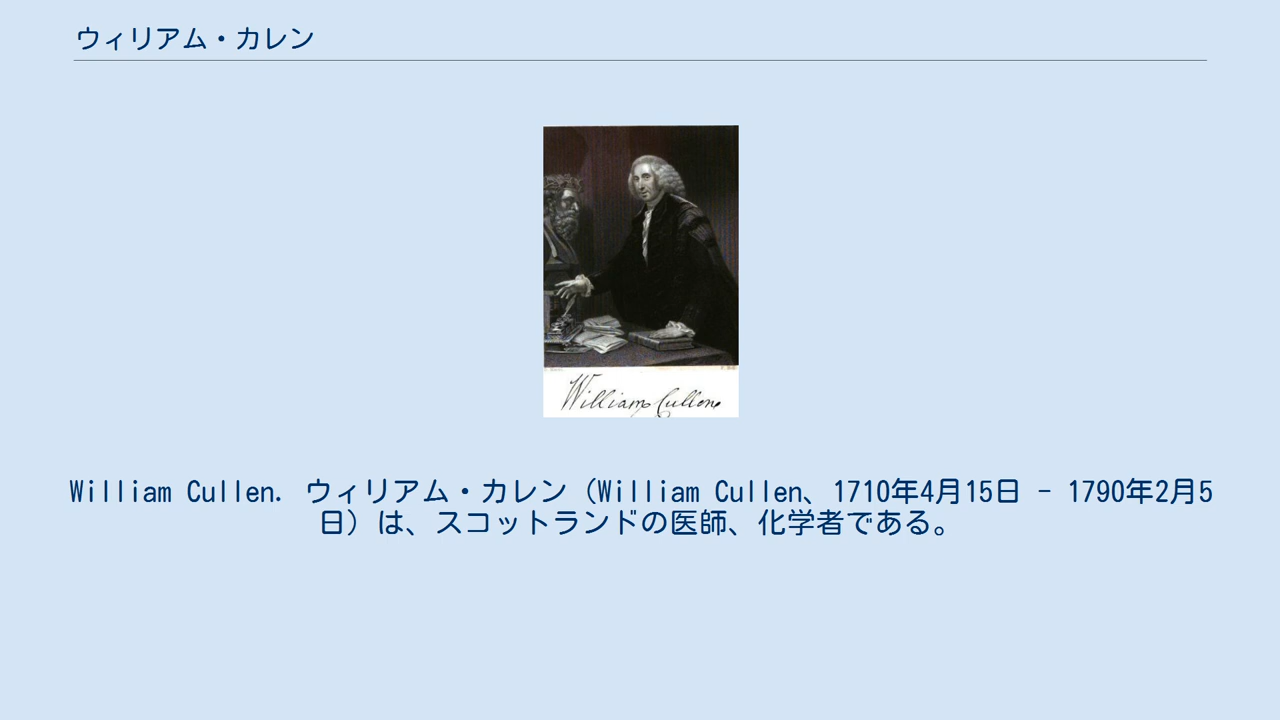 ウィリアム・カレン
William Cullen
William Cullen. ウィリアム・カレン（William Cullen、1710年4月15日 - 1790年2月5
日）は、スコットランドの医師、化学者である。